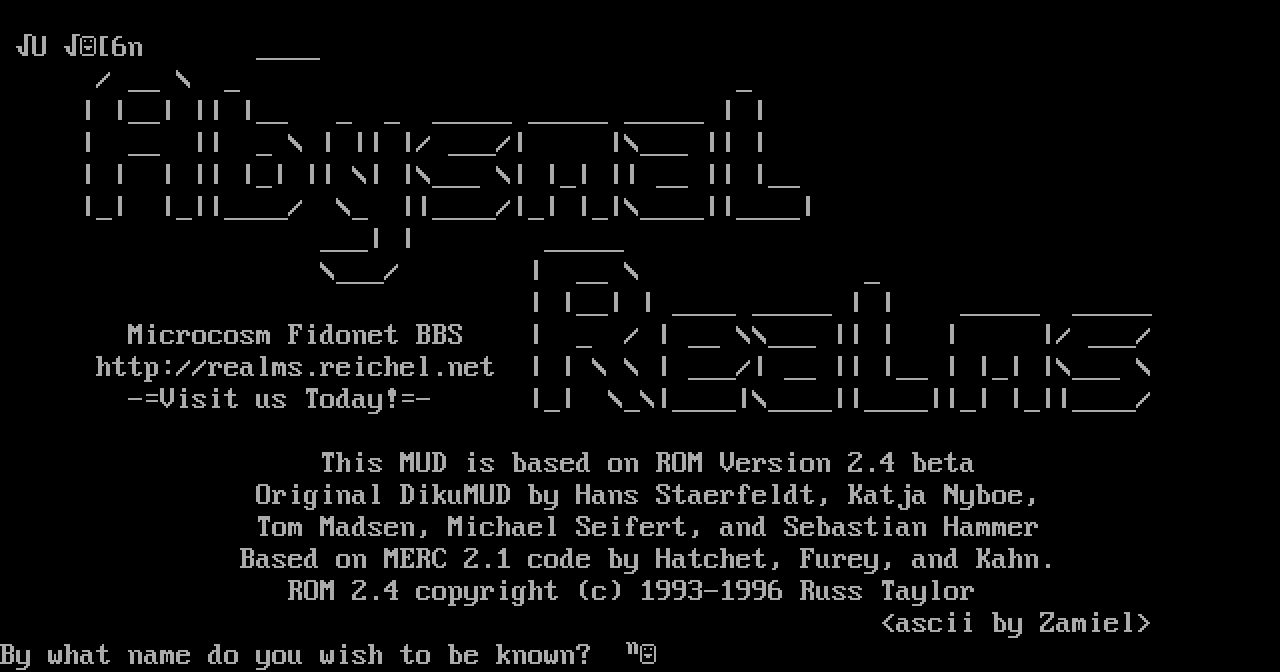 √U √☺[6n
Abysmal
Realms
Microcosm Fidonet BBS
http://realms.reichel.net
-=Visit us Today!=-
This MUD is based on ROM Version 2.4 beta
Original DikuMUD by Hans Staerfeldt, Katja Nyboe,
Tom Madsen, Michael Seifert, and Sebastian Hammer
Based on MERC 2.1 code by Hatchet, Furey, and Kahn.
ROM 2.4 copyright (c) 1993-1996 Russ Taylor
<ascii by Zamiel>
By what name do you wish to be known?  ⁿ☺